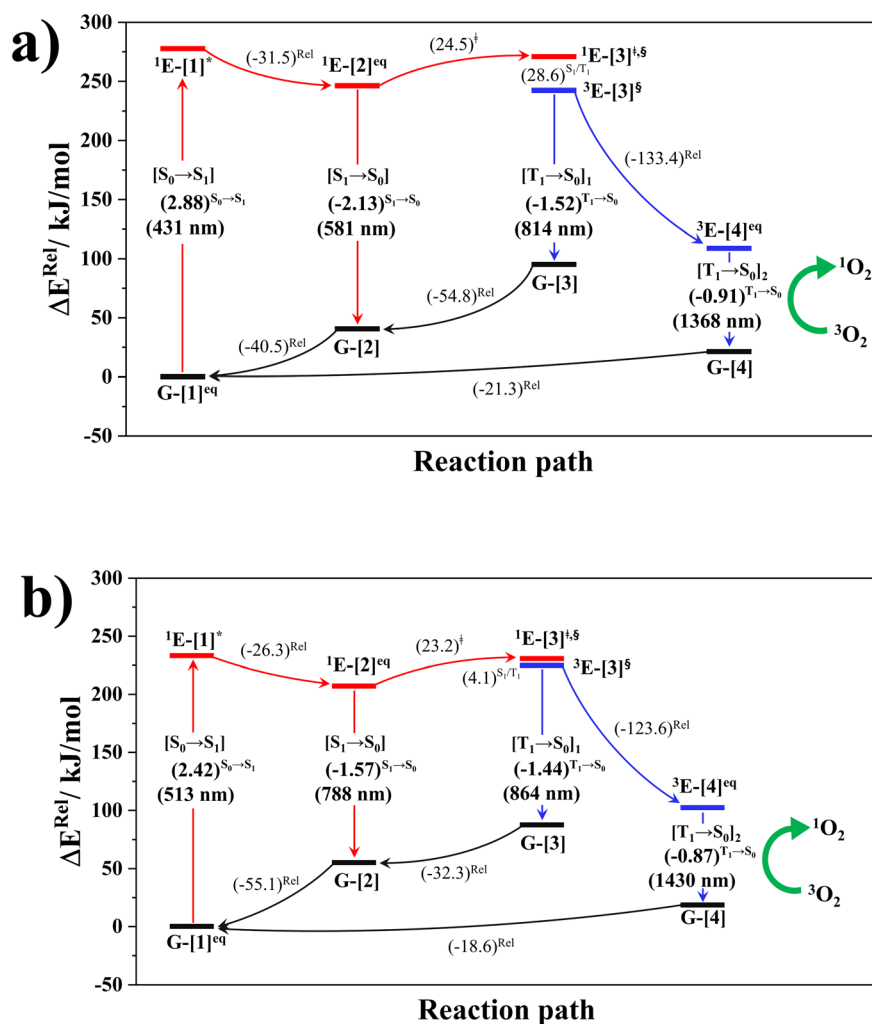 a)
300
250
200
150
100
50
0
-50
ΔE^Rel/ kJ/mol
Reaction path
¹E-[1]*
(-31.5)^Rel
¹E-[2]^eq
(24.5)^‡
¹E-[3]^‡,§
(28.6)^S₁/T₁
³E-[3]§
[S₀→S₁]
(2.88)^S₀→S₁
(431 nm)
[S₁→S₀]
(-2.13)^S₁→S₀
(581 nm)
[T₁→S₀]₁
(-1.52)^T₁→S₀
(814 nm)
(-133.4)^Rel
³E-[4]^eq
[T₁→S₀]₂
(-0.91)^T₁→S₀
(1368 nm)
¹O₂
³O₂
G-[3]
(-54.8)^Rel
G-[2]
(-40.5)^Rel
G-[1]^eq
(-21.3)^Rel
G-[4]
b)
300
250
200
150
100
50
0
-50
ΔE^Rel/ kJ/mol
Reaction path
¹E-[1]*
(-26.3)^Rel
¹E-[2]^eq
(23.2)^‡
¹E-[3]^‡,§
(4.1)^S₁/T₁
³E-[3]§
[S₀→S₁]
(2.42)^S₀→S₁
(513 nm)
[S₁→S₀]
(-1.57)^S₁→S₀
(788 nm)
[T₁→S₀]₁
(-1.44)^T₁→S₀
(864 nm)
(-123.6)^Rel
³E-[4]^eq
[T₁→S₀]₂
(-0.87)^T₁→S₀
(1430 nm)
¹O₂
³O₂
G-[3]
(-32.3)^Rel
G-[2]
(-55.1)^Rel
G-[1]^eq
(-18.6)^Rel
G-[4]